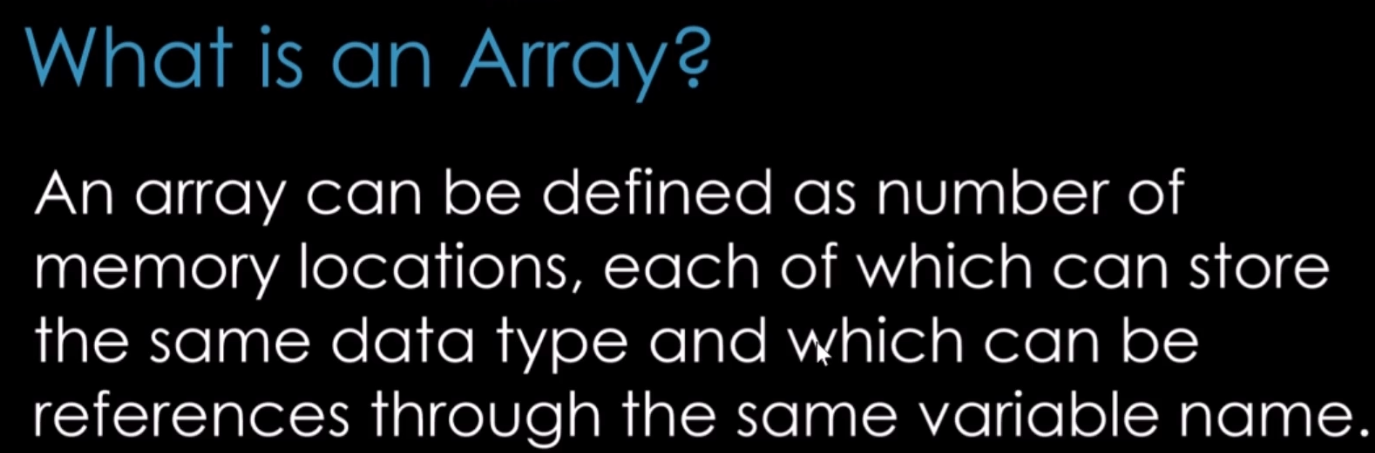 What is an Array?
An array can be defined as number of
memory locations, each of which can store
the same data type and which can be
references through the same variable name.